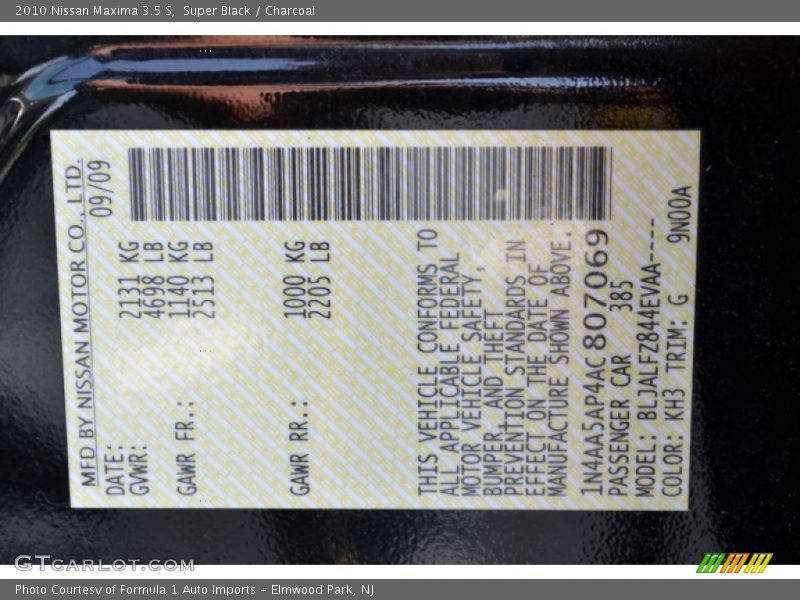 2010 Nissan Maxima 3.5 S,  Super Black / Charcoal
MFD BY NISSAN MOTOR CO., LTD.
DATE: 09/09
GVWR: 2131 KG
4698 LB
GAWR FR.: 1140 KG
2513 LB
GAWR RR.: 1000 KG
2205 LB
THIS VEHICLE CONFORMS TO
ALL APPLICABLE FEDERAL
MOTOR VEHICLE SAFETY,
BUMPER, AND THEFT
PREVENTION STANDARDS IN
EFFECT ON THE DATE OF
MANUFACTURE SHOWN ABOVE.
1N4AA5AP4AC807069
PASSENGER CAR 385
MODEL: BLJALFZ844EVAA----
COLOR: KH3 TRIM: G 9N00A
GTCARLOT.COM
Photo Courtesy of Formula 1 Auto Imports - Elmwood Park, NJ